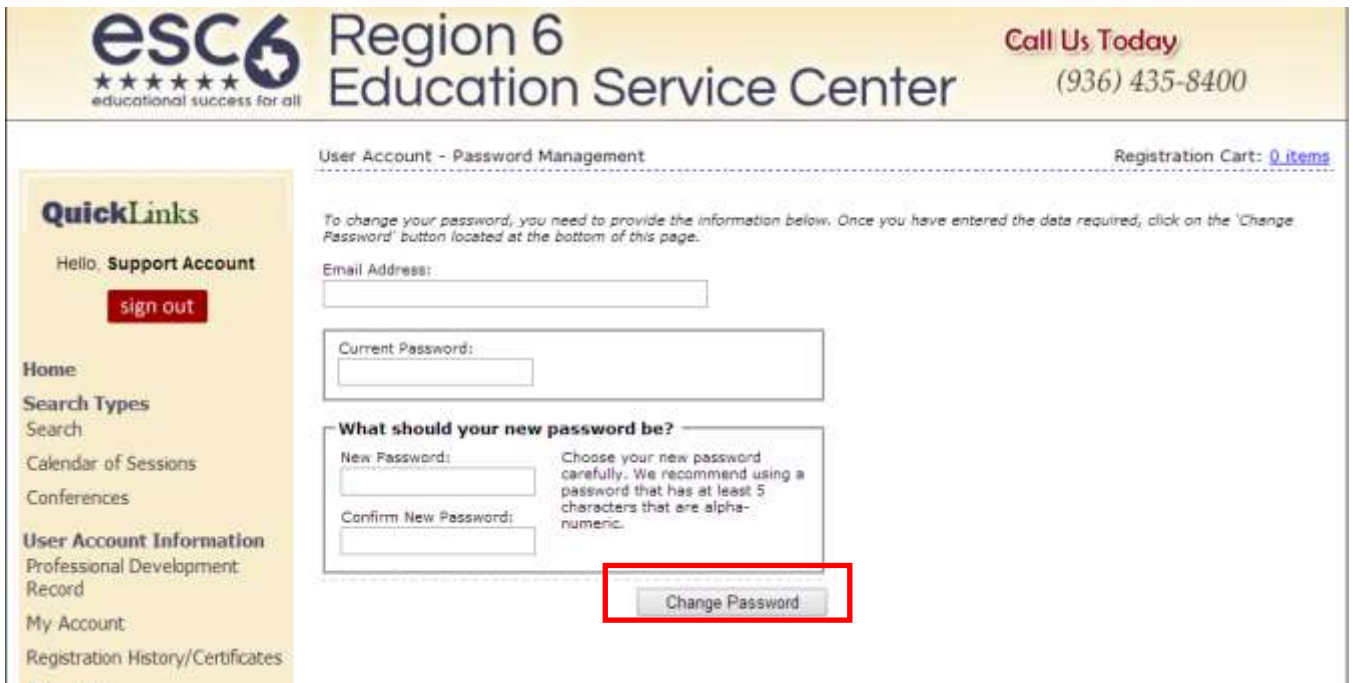 esc6
educational success for all
Region 6
Education Service Center
Call Us Today
(936) 435-8400
User Account - Password Management
Registration Cart: 0 items
QuickLinks
Hello, Support Account
sign out
Home
Search Types
Search
Calendar of Sessions
Conferences
User Account Information
Professional Development
Record
My Account
Registration History/Certificates
To change your password, you need to provide the information below. Once you have entered the data required, click on the 'Change
Password' button located at the bottom of this page.
Email Address:
Current Password:
What should your new password be?
New Password:
Confirm New Password:
Choose your new password
carefully. We recommend using a
password that has at least 5
characters that are alpha-
numeric.
Change Password